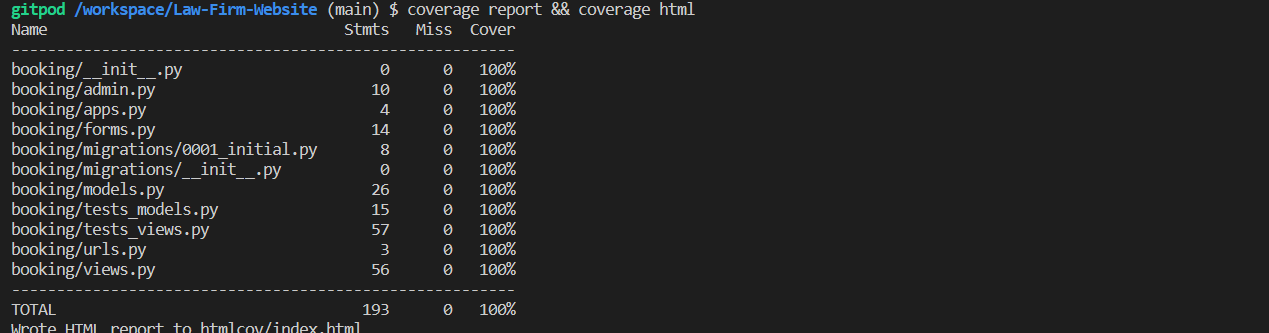 gitpod /workspace/Law-Firm-Website (main) $ coverage report && coverage html
Name                                 Stmts   Miss  Cover
--------------------------------------------------------
booking/__init__.py                      0      0   100%
booking/admin.py                        10      0   100%
booking/apps.py                          4      0   100%
booking/forms.py                        14      0   100%
booking/migrations/0001_initial.py       8      0   100%
booking/migrations/__init__.py           0      0   100%
booking/models.py                       26      0   100%
booking/tests_models.py                 15      0   100%
booking/tests_views.py                  57      0   100%
booking/urls.py                          3      0   100%
booking/views.py                        56      0   100%
--------------------------------------------------------
TOTAL                                  193      0   100%
Wrote HTML report to htmlcov/index.html